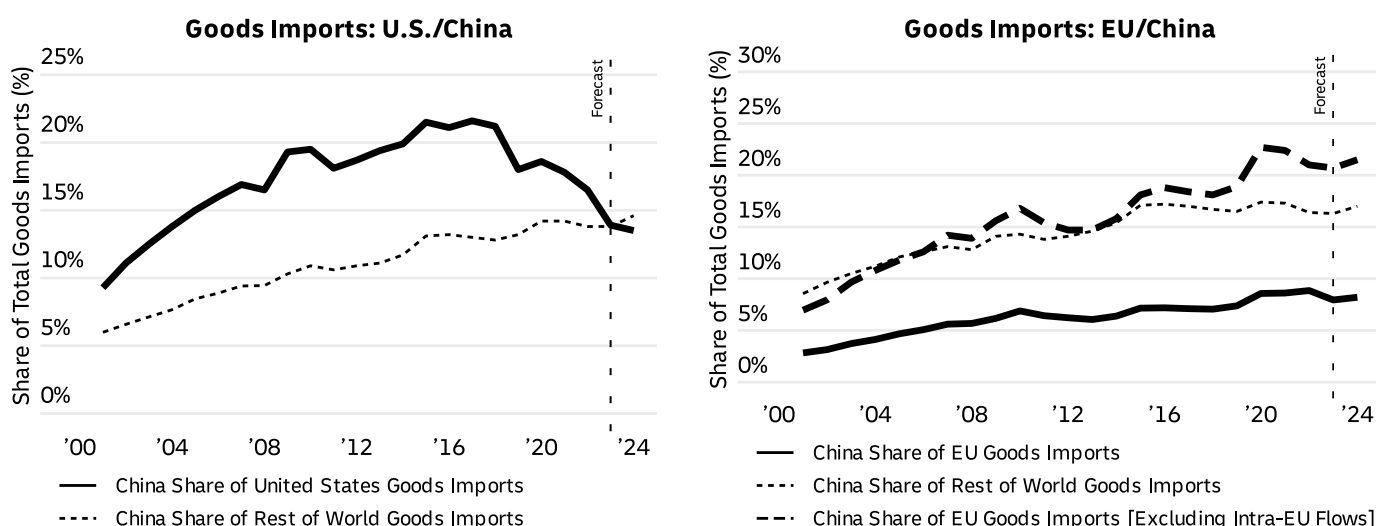 Goods Imports: U.S./China
Share of Total Goods Imports (%)
25%
20%
15%
10%
5%
0%
Forecast
’00 ’04 ’08 ’12 ’16 ’20 ’24
China Share of United States Goods Imports
China Share of Rest of World Goods Imports
Goods Imports: EU/China
Share of Total Goods Imports (%)
30%
25%
20%
15%
10%
5%
0%
Forecast
’00 ’04 ’08 ’12 ’16 ’20 ’24
China Share of EU Goods Imports
China Share of Rest of World Goods Imports
China Share of EU Goods Imports [Excluding Intra-EU Flows]